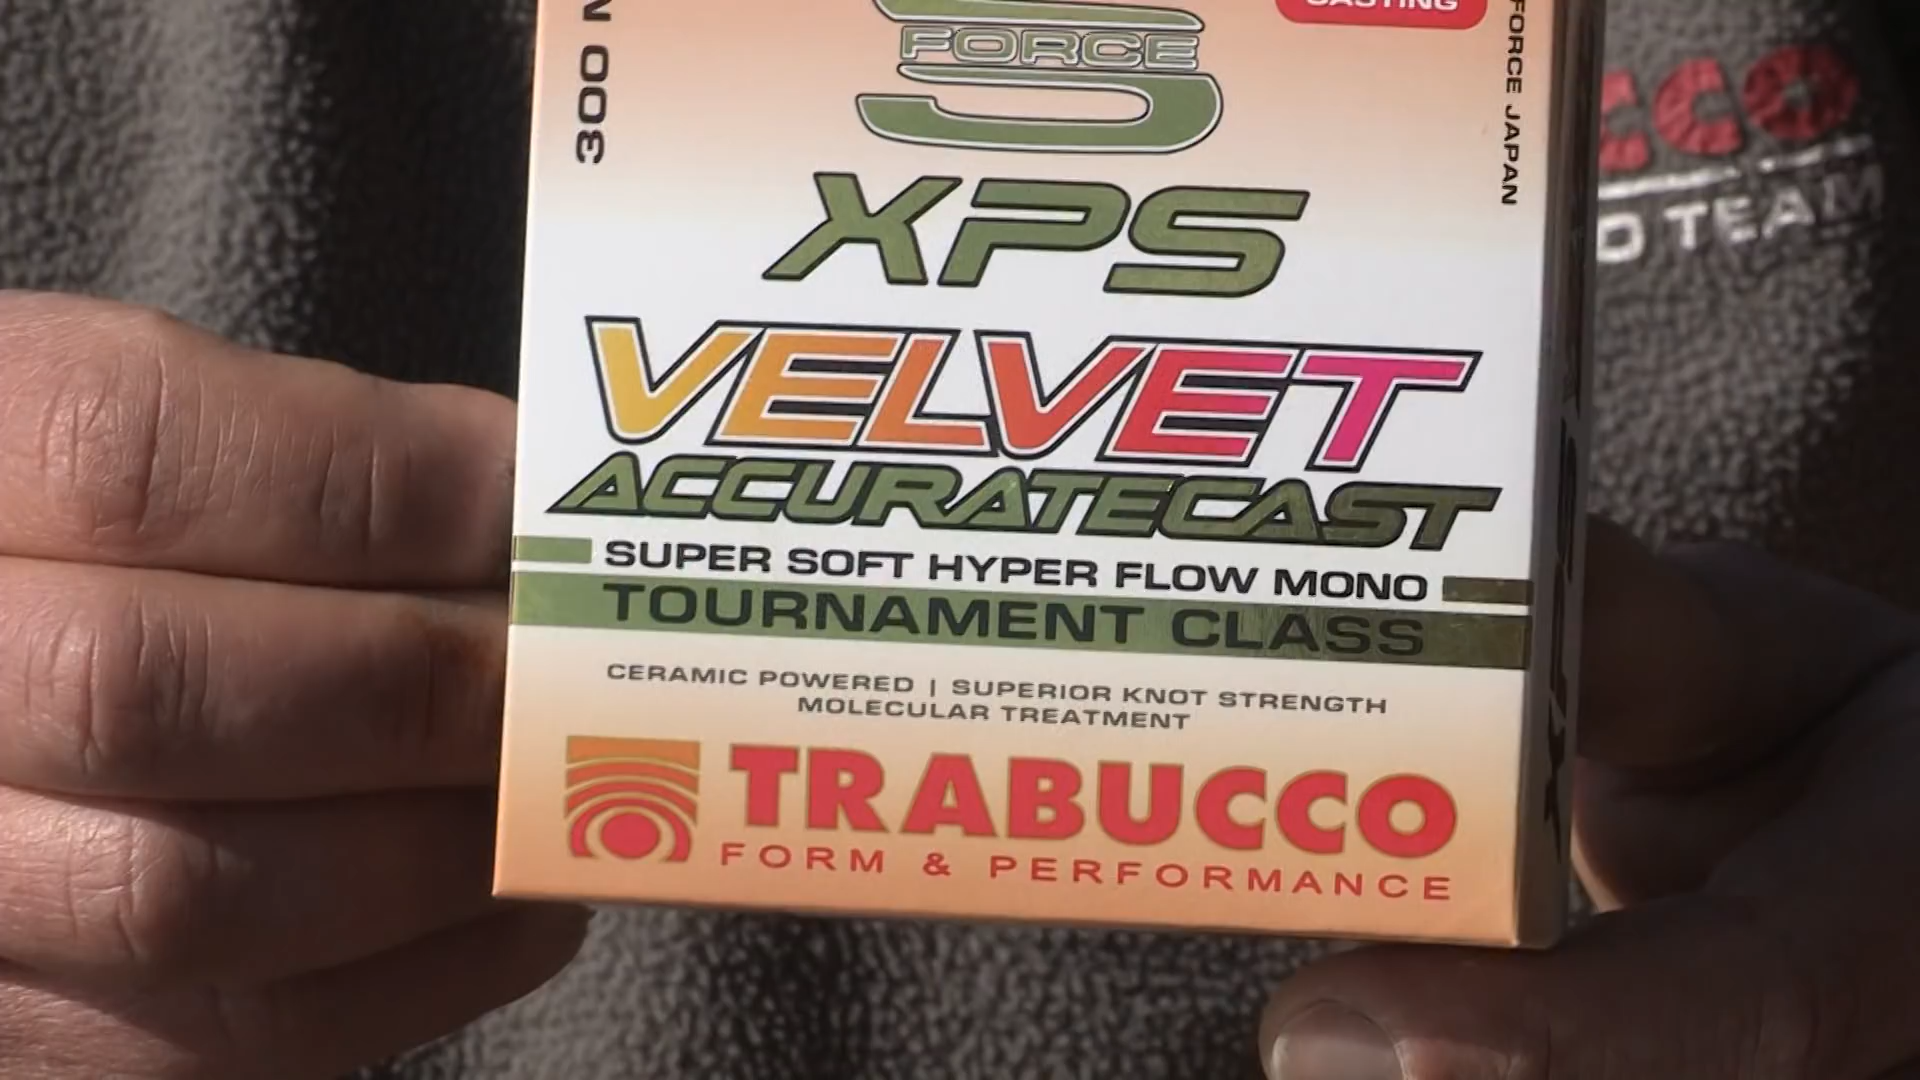 CASTING
300
S
FORCE
FORCE JAPAN
XPS
VELVET
ACCURATECAST
SUPER SOFT HYPER FLOW MONO
TOURNAMENT CLASS
CERAMIC POWERED | SUPERIOR KNOT STRENGTH
MOLECULAR TREATMENT
TRABUCCO
FORM & PERFORMANCE
TEAM